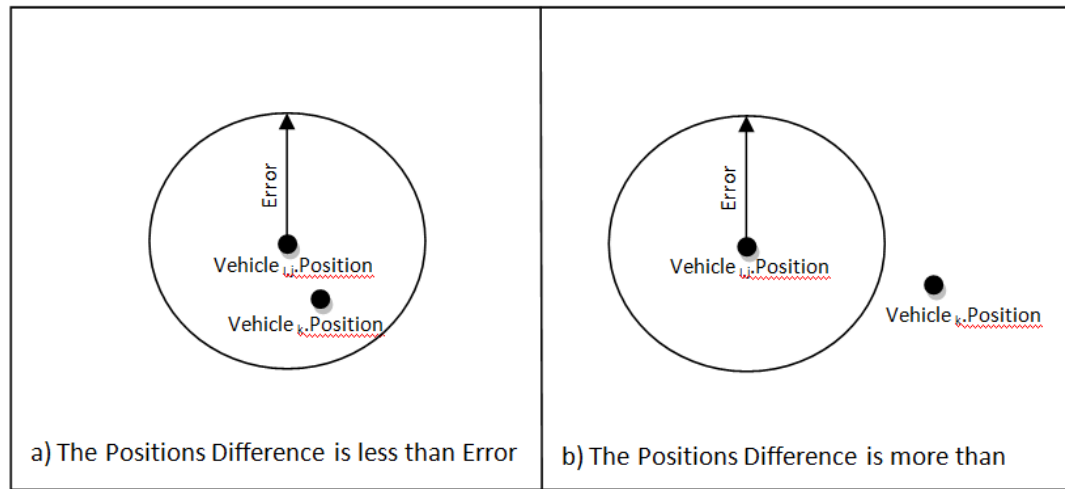 Error
Vehicle i,j.Position
Vehicle k.Position
a) The Positions Difference is less than Error
Error
Vehicle i,j.Position
Vehicle k.Position
b) The Positions Difference is more than